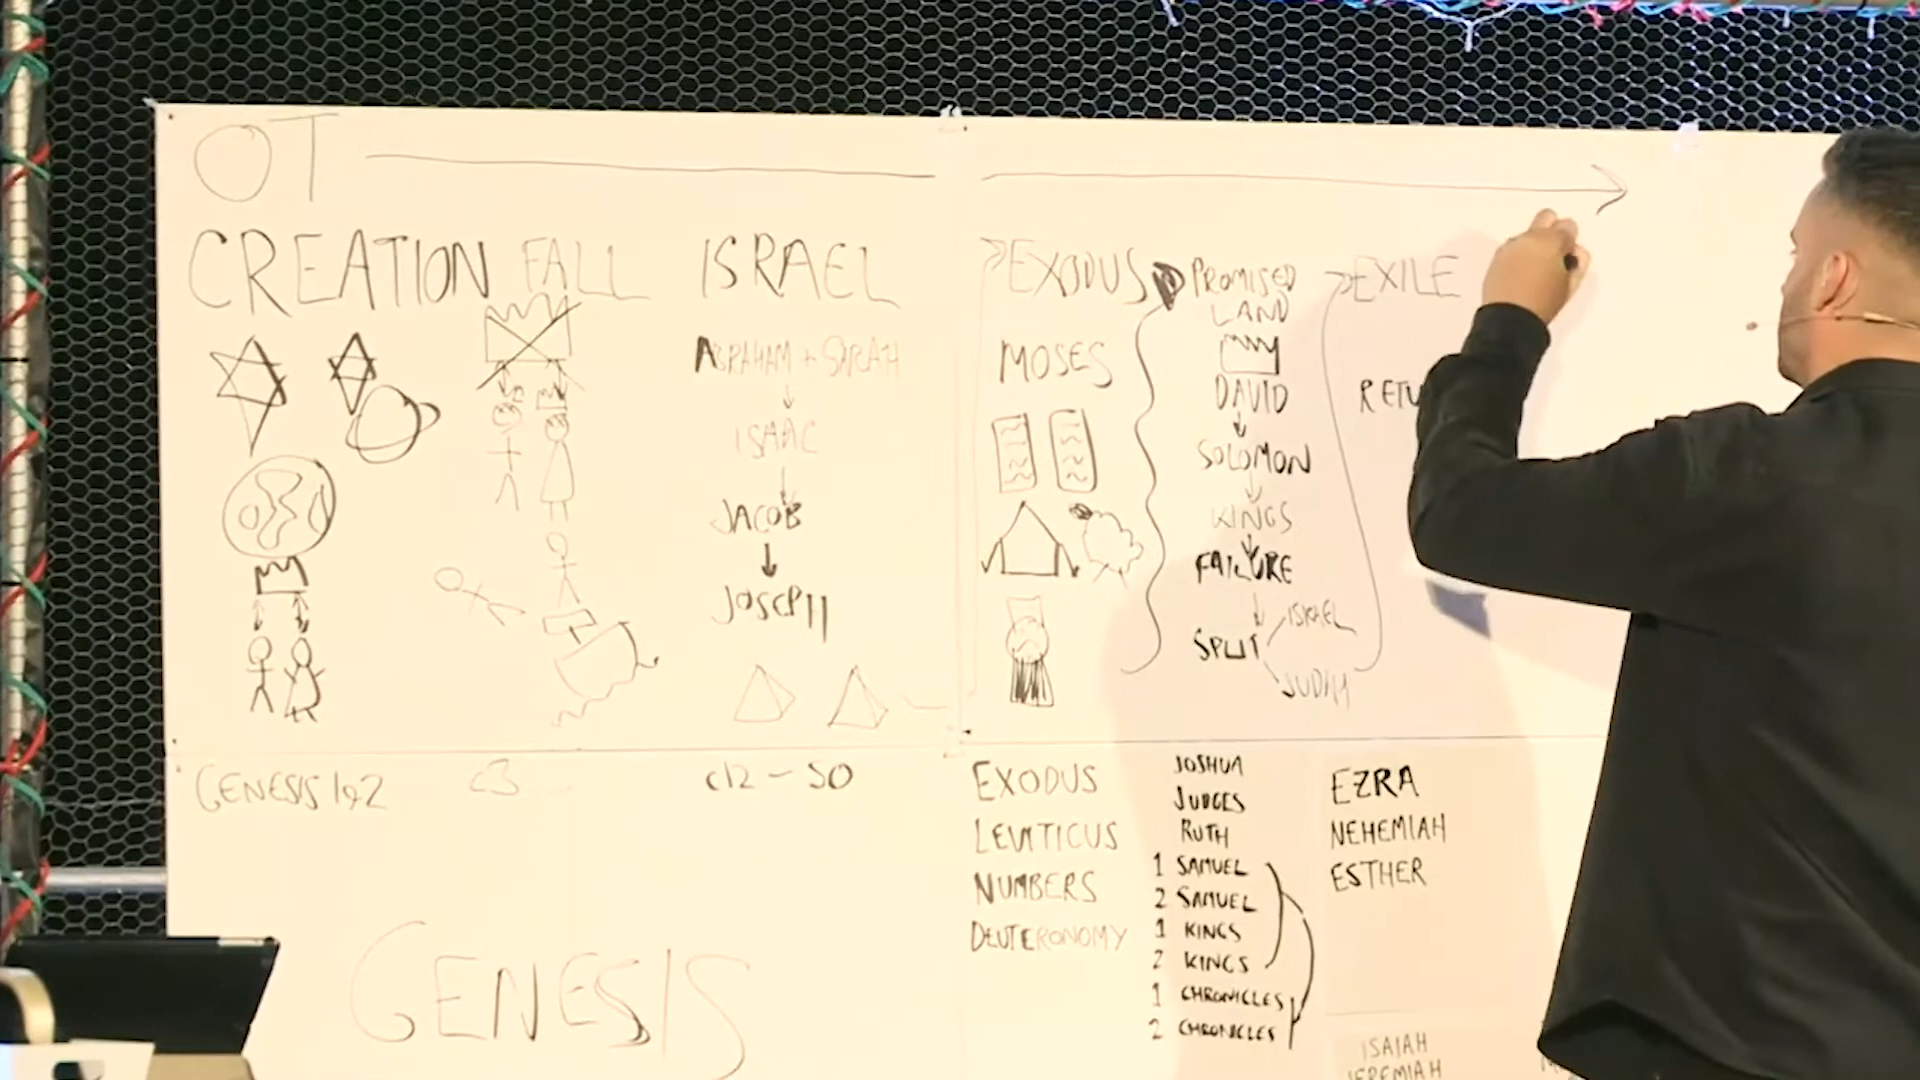 OT
CREATION FALL ISRAEL EXODUS PROMISED LAND EXILE
ABRAHAM + SARAH
ISAAC
JACOB
JOSEPH
MOSES
DAVID
SOLOMON
KINGS
FAILURE
SPLIT
ISRAEL
JUDAH
GENESIS 1&2
C3
C12 - 50
GENESIS
EXODUS
LEVITICUS
NUMBERS
DEUTERONOMY
JOSHUA
JUDGES
RUTH
1 SAMUEL
2 SAMUEL
1 KINGS
2 KINGS
1 CHRONICLES
2 CHRONICLES
EZRA
NEHEMIAH
ESTHER
ISAIAH
JEREMIAH